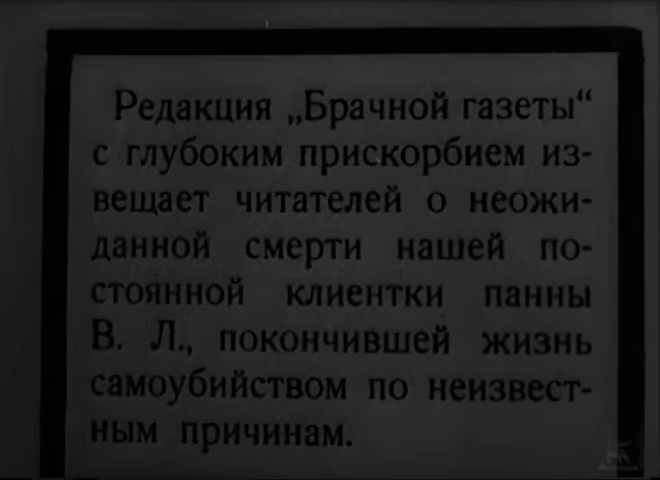 Редакция „Брачной газеты“
с глубоким прискорбием из-
вещает читателей о неожи-
данной смерти нашей по-
стоянной клиентки панны
В. Л., покончившей жизнь
самоубийством по неизвест-
ным причинам.